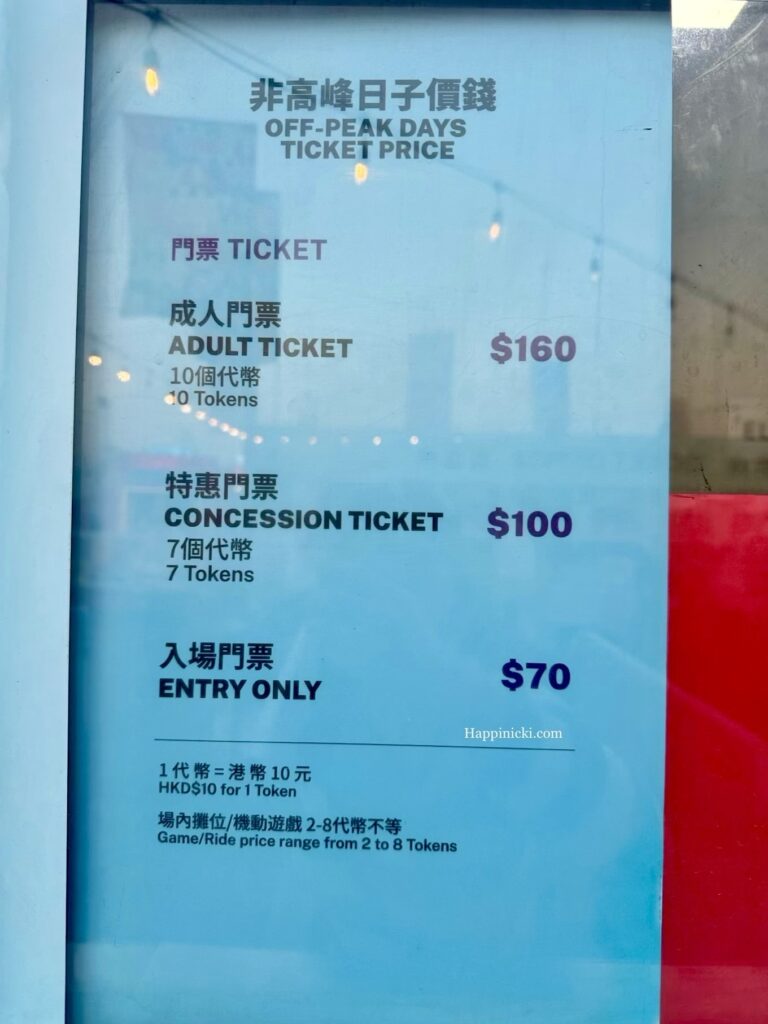 非高峰日子價錢
OFF-PEAK DAYS
TICKET PRICE
門票 TICKET
成人門票
ADULT TICKET $160
10個代幣
10 Tokens
特惠門票
CONCESSION TICKET $100
7個代幣
7 Tokens
入場門票
ENTRY ONLY $70
Happinicki.com
1代幣=港幣10元
HKD$10 for 1 Token
場內攤位/機動遊戲 2-8代幣不等
Game/Ride price range from 2 to 8 Tokens